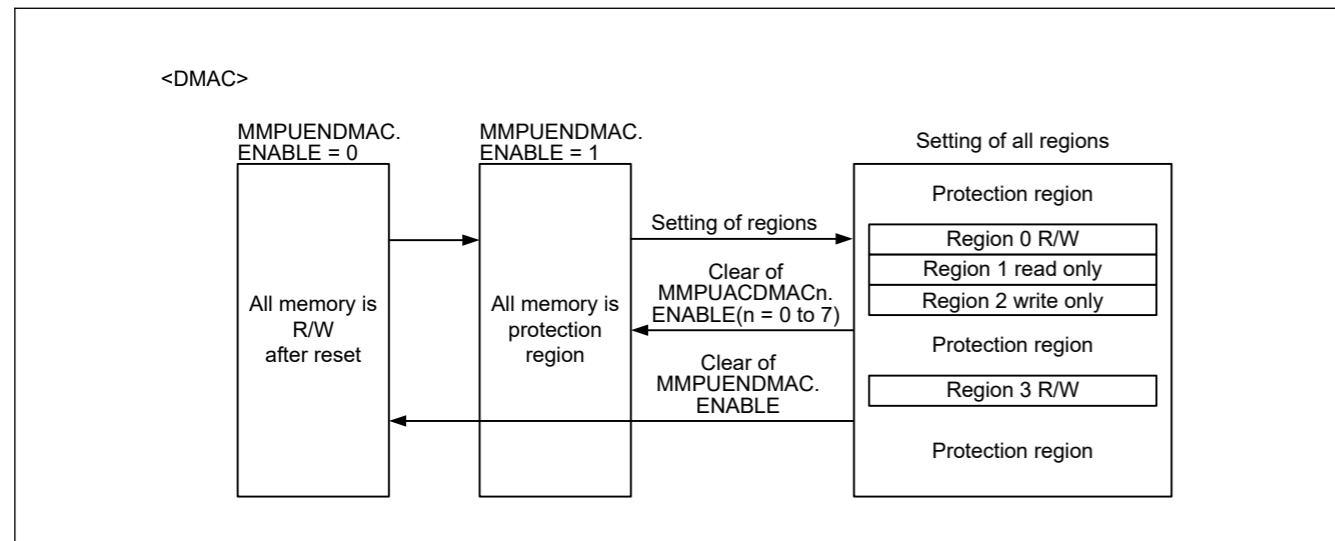 <DMAC>
MMPUENDMAC.
ENABLE = 0
MMPUENDMAC.
ENABLE = 1
Setting of all regions
All memory is
R/W
after reset
All memory is
protection
region
Setting of regions
Clear of
MMPUACDMACn.
ENABLE(n = 0 to 7)
Clear of
MMPUENDMAC.
ENABLE
Protection region
Region 0 R/W
Region 1 read only
Region 2 write only
Protection region
Region 3 R/W
Protection region